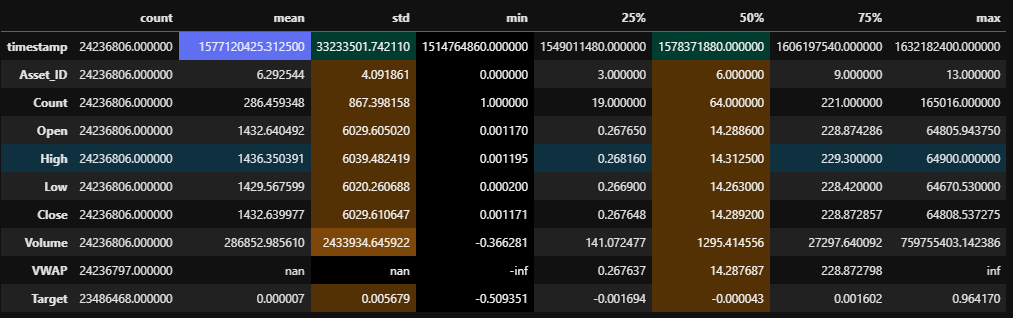 count mean std min 25% 50% 75% max
timestamp 24236806.000000 1577120425.312500 33233501.742110 1514764860.000000 1549011480.000000 1578371880.000000 1606197540.000000 1632182400.000000
Asset_ID 24236806.000000 6.292544 4.091861 0.000000 3.000000 6.000000 9.000000 13.000000
Count 24236806.000000 286.459348 867.398158 1.000000 19.000000 64.000000 221.000000 165016.000000
Open 24236806.000000 1432.640492 6029.605020 0.001170 0.267650 14.288600 228.874286 64805.943750
High 24236806.000000 1436.350391 6039.482419 0.001195 0.268160 14.312500 229.300000 64900.000000
Low 24236806.000000 1429.567599 6020.260688 0.000200 0.266900 14.263000 228.420000 64670.530000
Close 24236806.000000 1432.639977 6029.610647 0.001171 0.267648 14.289200 228.872857 64808.537275
Volume 24236806.000000 286852.985610 2433934.645922 -0.366281 141.072477 1295.414556 27297.640092 759755403.142386
VWAP 24236797.000000 nan nan -inf 0.267637 14.287687 228.872798 inf
Target 23486468.000000 0.000007 0.005679 -0.509351 -0.001694 -0.000043 0.001602 0.964170